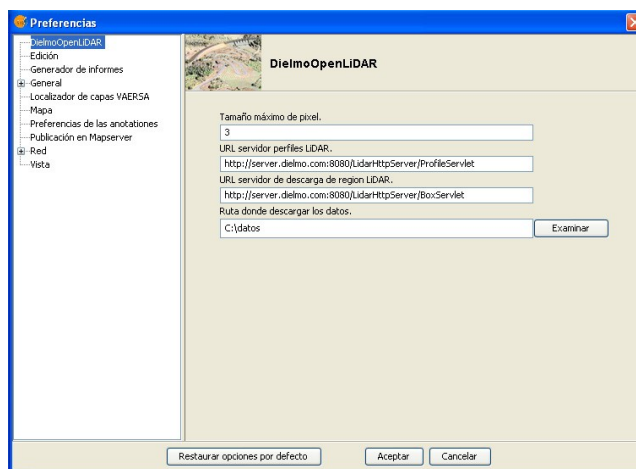 Preferencias
DielmoOpenLiDAR
Edición
Generador de informes
General
Localizador de capas VAERSA
Mapa
Preferencias de las anotationes
Publicación en Mapserver
Red
Vista
DielmoOpenLiDAR
Tamaño máximo de pixel.
3
URL servidor perfiles LiDAR.
http://server.dielmo.com:8080/LidarHttpServer/ProfileServlet
URL servidor de descarga de region LiDAR.
http://server.dielmo.com:8080/LidarHttpServer/BoxServlet
Ruta donde descargar los datos.
C:\datos
Examinar
Restaurar opciones por defecto
Aceptar
Cancelar